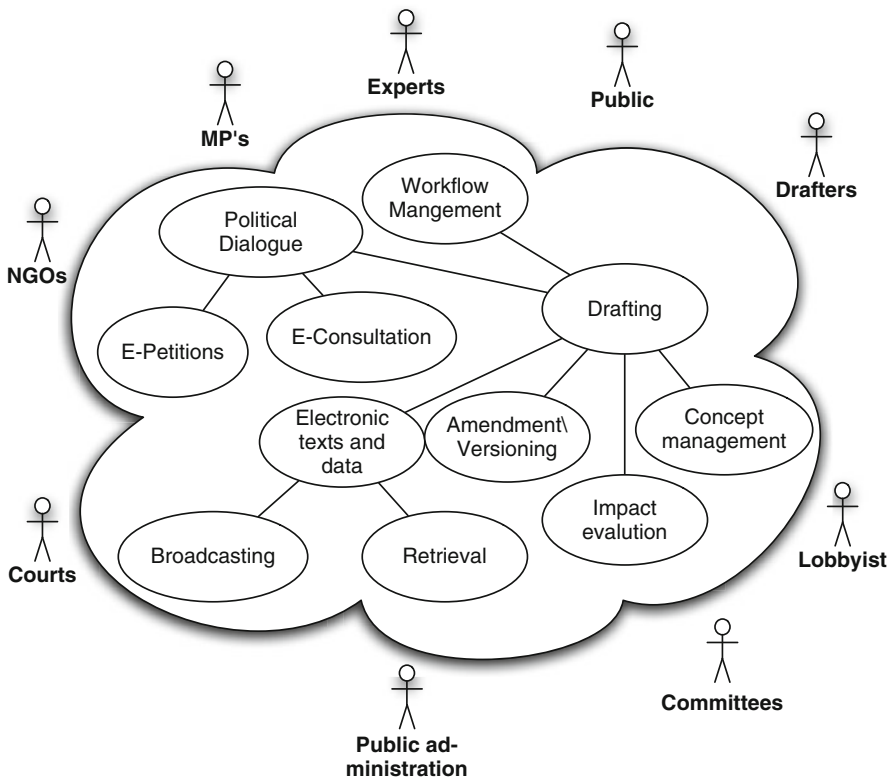 Experts
Public
MP's
Drafters
Workflow
Mangement
Political
Dialogue
NGOs
Drafting
E-Petitions
E-Consultation
Electronic
texts and
data
Amendment\
Versioning
Concept
management
Impact
evalution
Broadcasting
Retrieval
Courts
Lobbyist
Committees
Public ad-
ministration